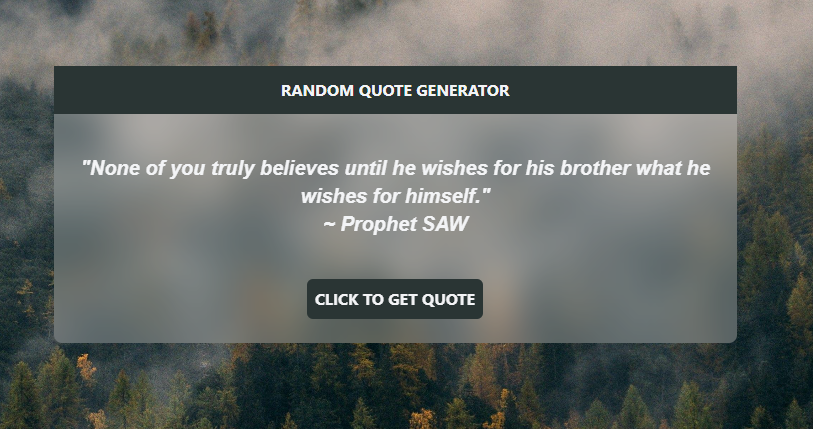 RANDOM QUOTE GENERATOR
"None of you truly believes until he wishes for his brother what he
wishes for himself."
~ Prophet SAW
CLICK TO GET QUOTE